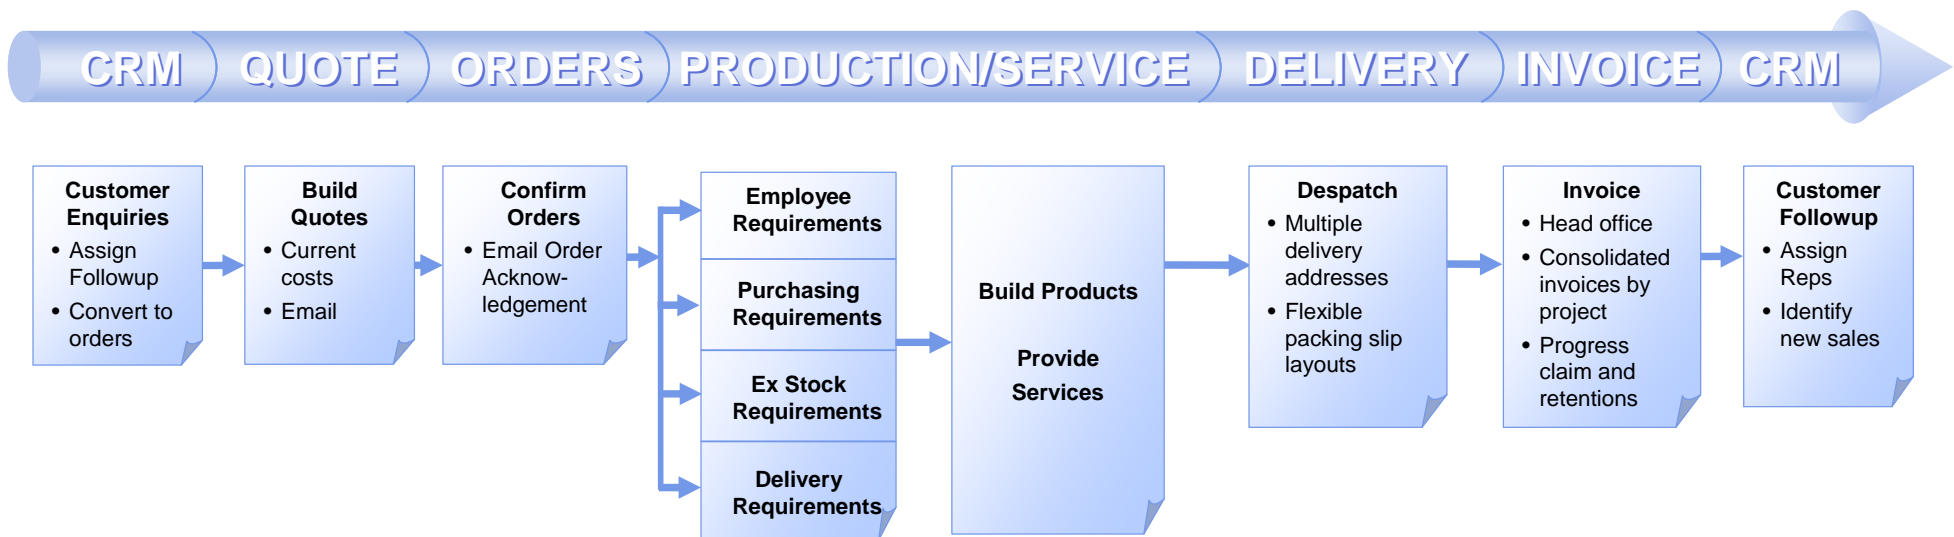 CRM QUOTE ORDERS PRODUCTION/SERVICE DELIVERY INVOICE CRM
Customer
Enquiries
• Assign
Followup
• Convert to
orders
Build
Quotes
• Current
costs
• Email
Confirm
Orders
• Email Order
Acknow-
ledgement
Employee
Requirements
Purchasing
Requirements
Ex Stock
Requirements
Delivery
Requirements
Build Products
Provide
Services
Despatch
• Multiple
delivery
addresses
• Flexible
packing slip
layouts
Invoice
• Head office
• Consolidated
invoices by
project
• Progress
claim and
retentions
Customer
Followup
• Assign
Reps
• Identify
new sales